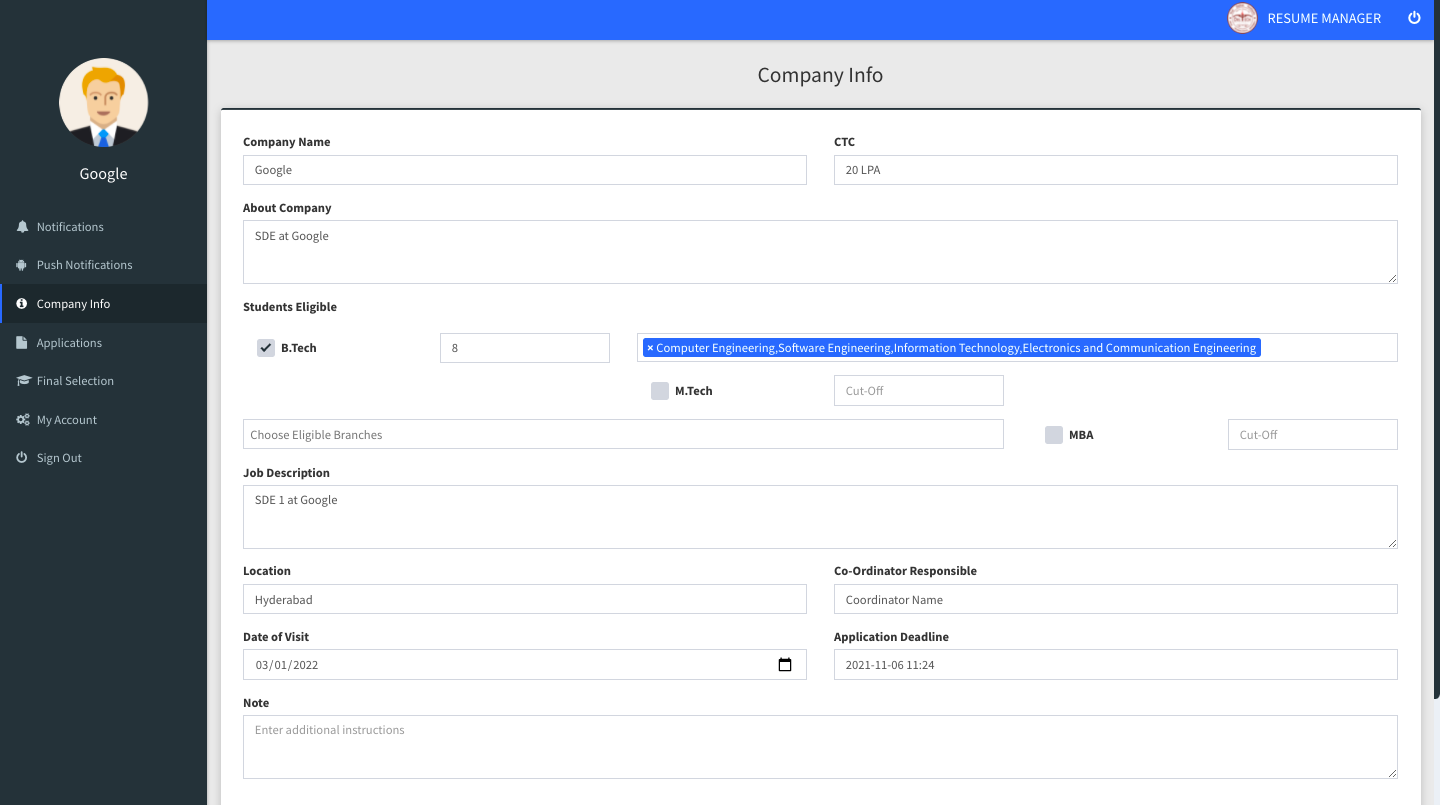 RESUME MANAGER
Google
Notifications
Push Notifications
Company Info
Applications
Final Selection
My Account
Sign Out
Company Info
Company Name CTC
Google 20 LPA
About Company
SDE at Google
Students Eligible
B.Tech 8 × Computer Engineering,Software Engineering,Information Technology,Electronics and Communication Engineering
M.Tech Cut-Off
Choose Eligible Branches MBA Cut-Off
Job Description
SDE 1 at Google
Location Co-Ordinator Responsible
Hyderabad Coordinator Name
Date of Visit Application Deadline
03/01/2022 2021-11-06 11:24
Note
Enter additional instructions